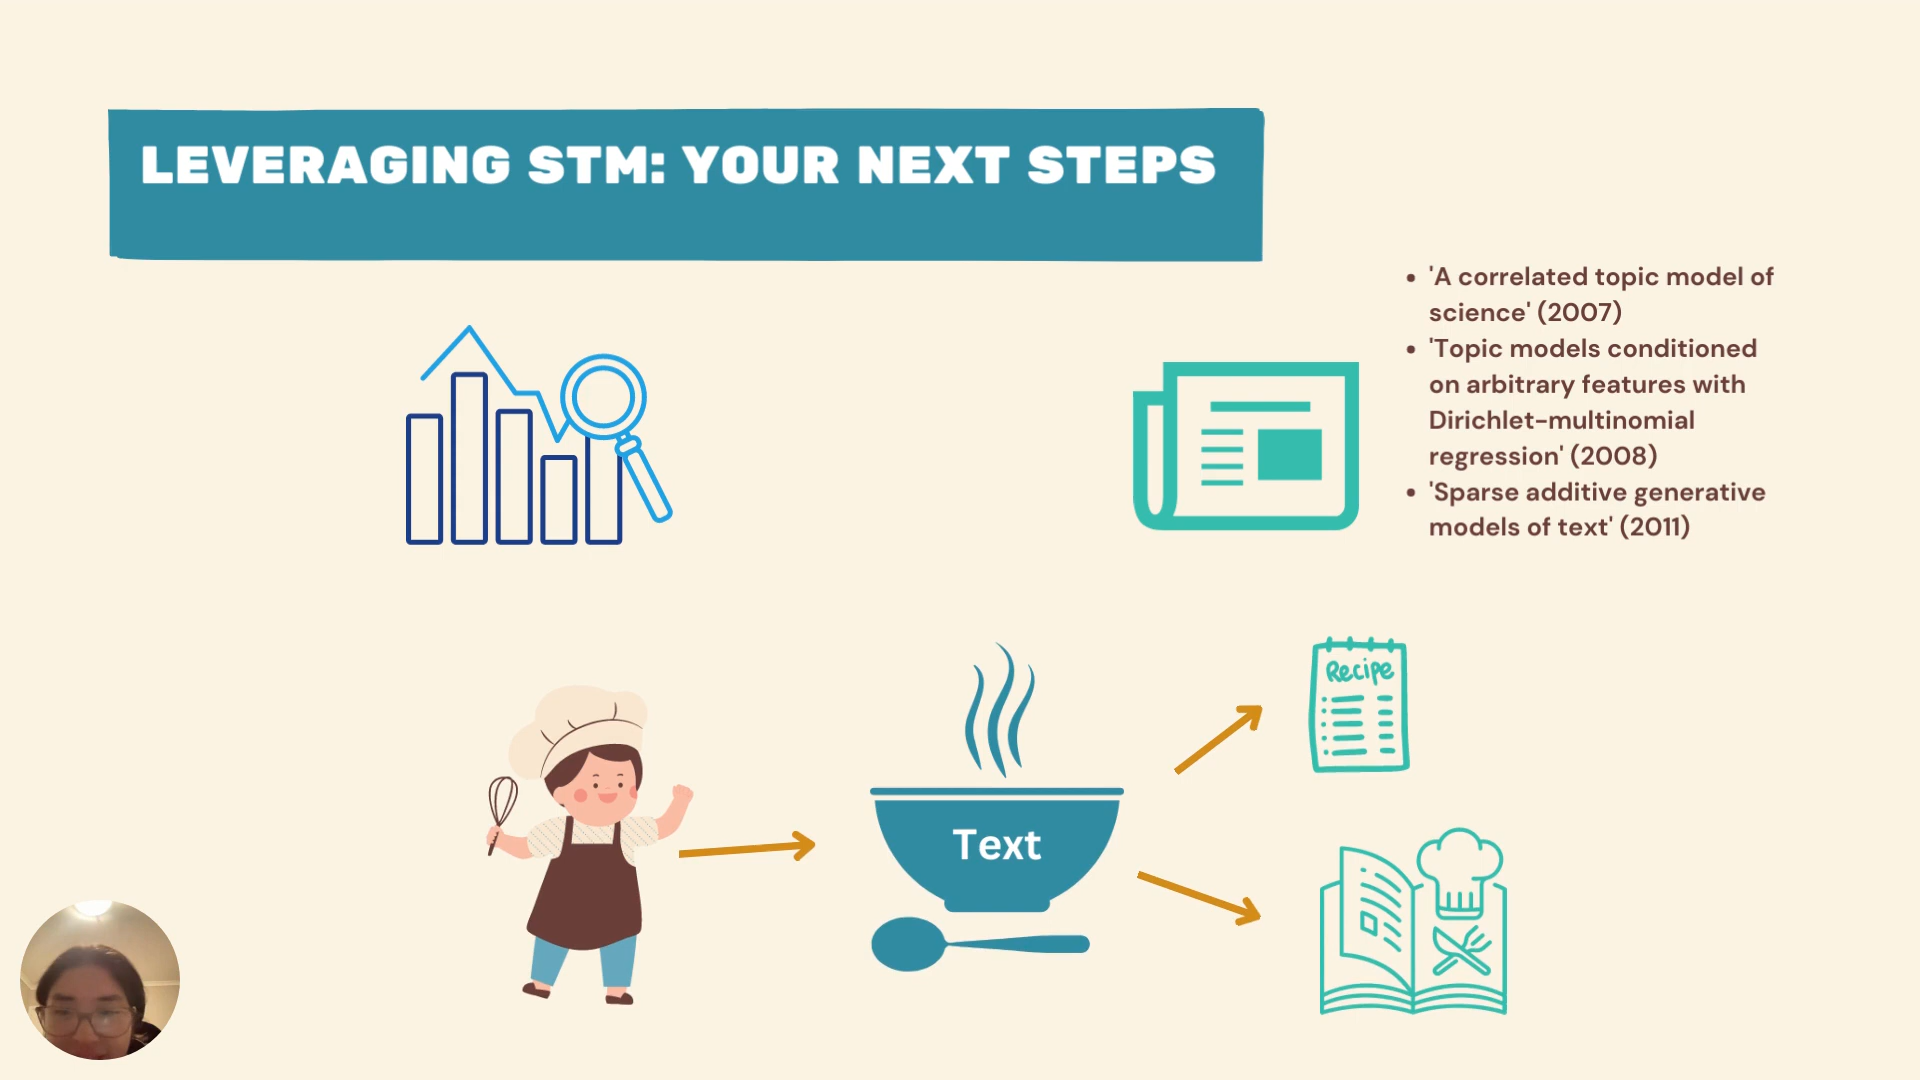 LEVERAGING STM: YOUR NEXT STEPS
• 'A correlated topic model of
science' (2007)
• 'Topic models conditioned
on arbitrary features with
Dirichlet-multinomial
regression' (2008)
• 'Sparse additive generative
models of text' (2011)
Recipe
Text